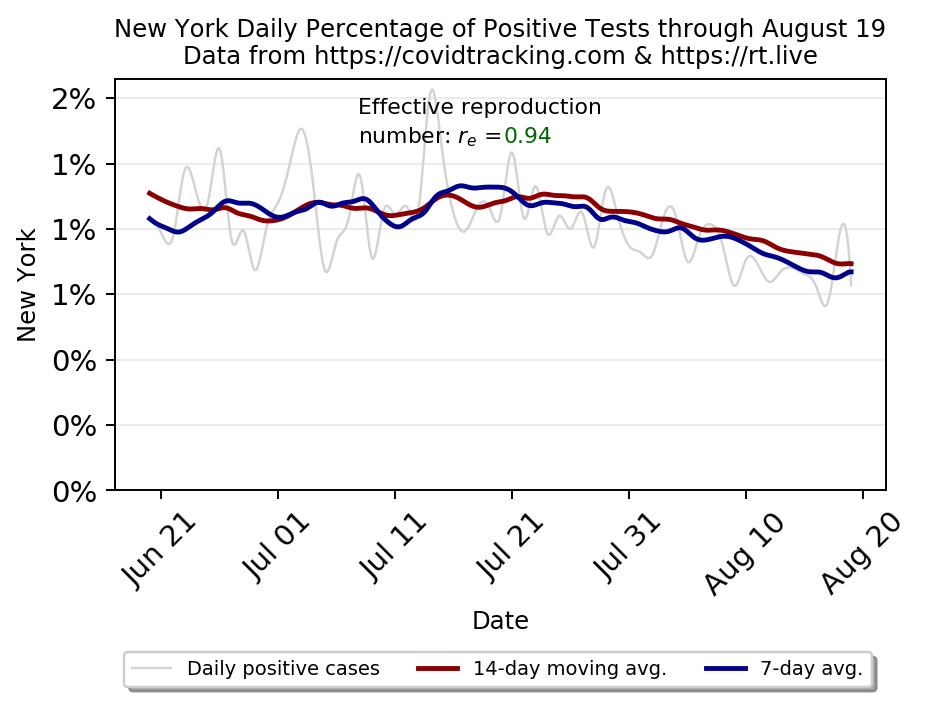 New York Daily Percentage of Positive Tests through August 19
Data from https://covidtracking.com & https://rt.live
Effective reproduction
number: r_e =0.94
2%
1%
1%
1%
0%
0%
0%
New York
Jun 21
Jul 01
Jul 11
Jul 21
Jul 31
Aug 10
Aug 20
Date
Daily positive cases
14-day moving avg.
7-day avg.